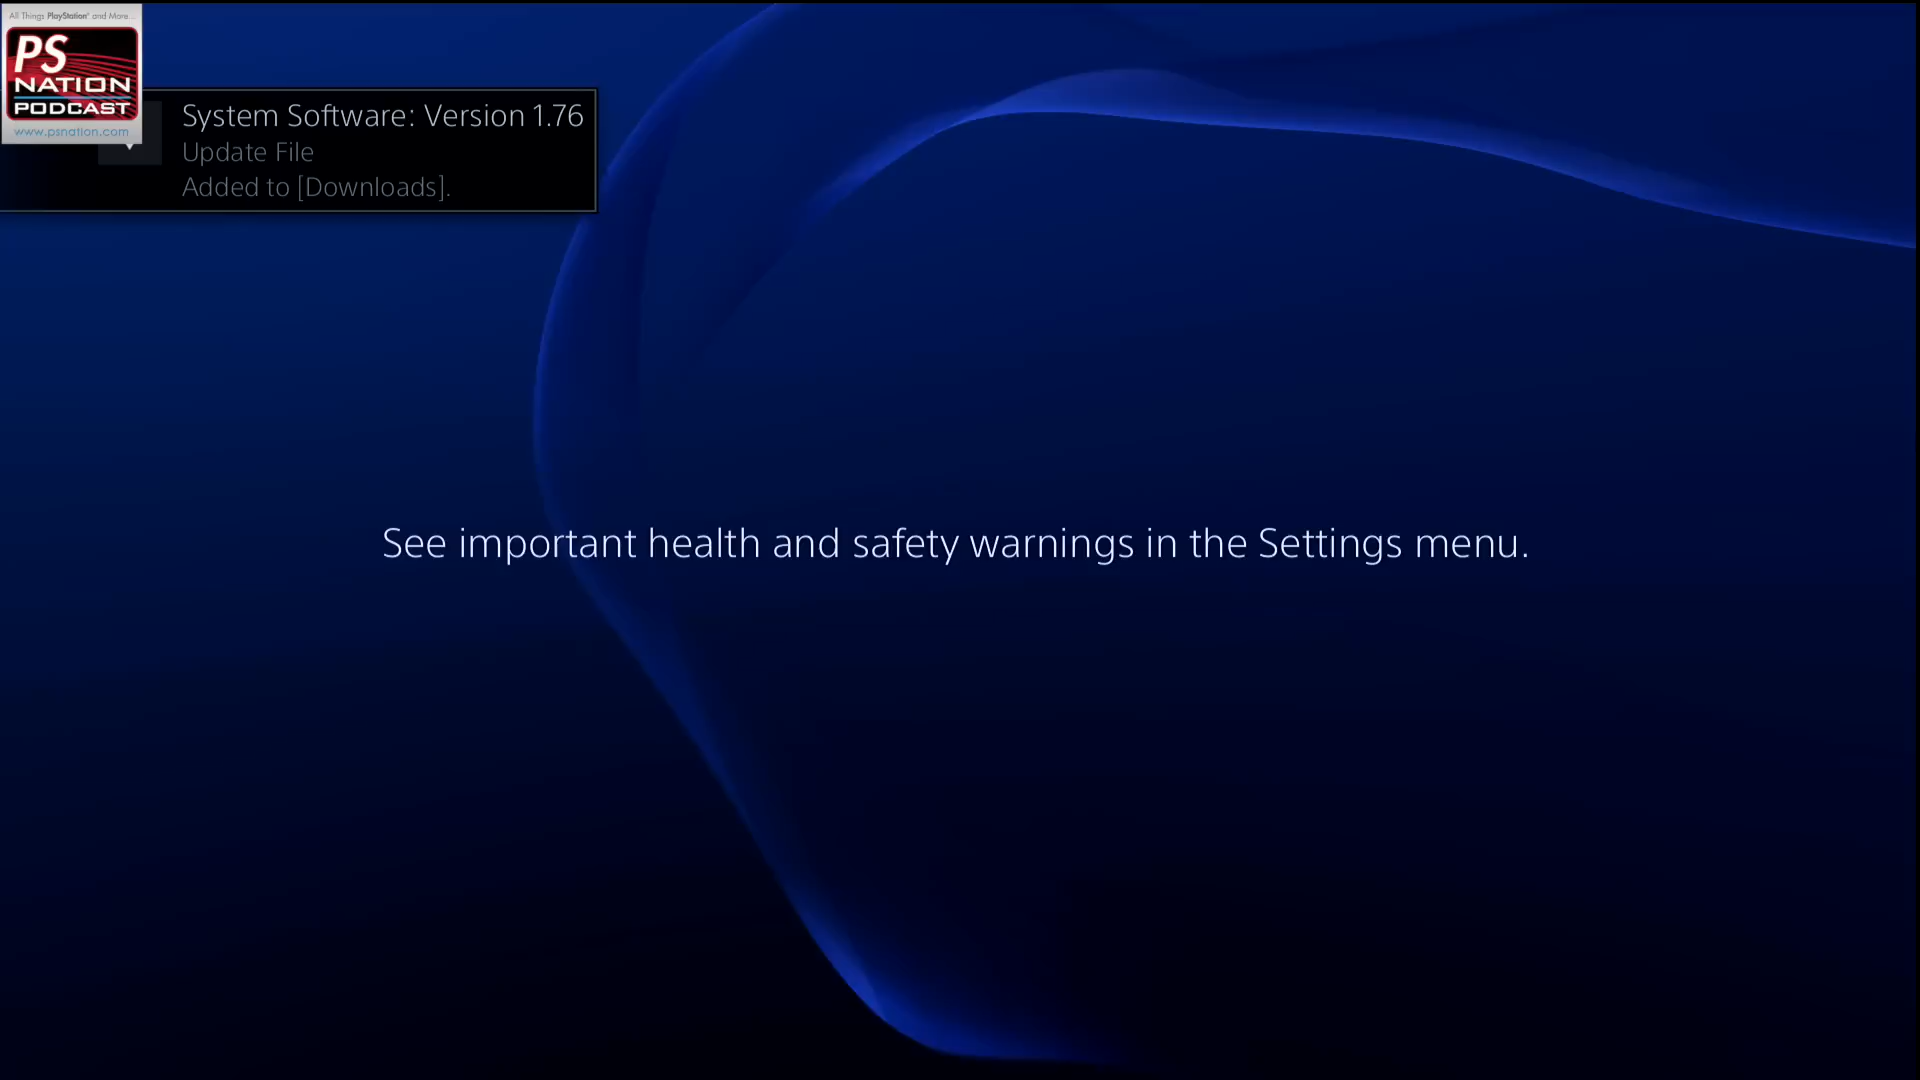 All Things PlayStation® and More...
PS
NATION
PODCAST
www.psnation.com
System Software: Version 1.76
Update File
Added to [Downloads].
See important health and safety warnings in the Settings menu.